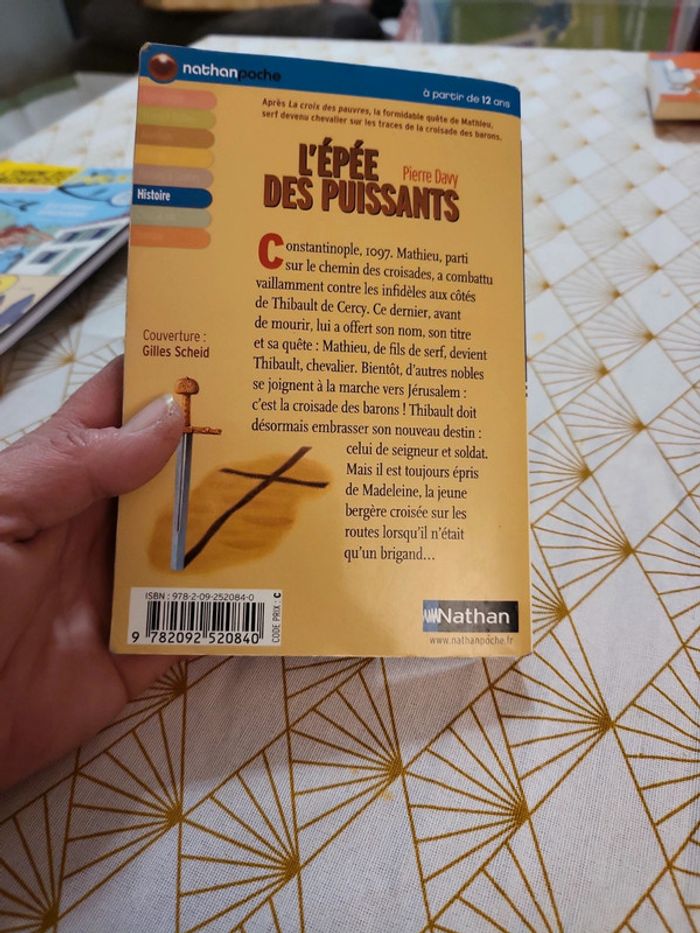 nathanpoche
à partir de 12 ans
Après La croix des pauvres, la formidable quête de Mathieu,
serf devenu chevalier sur les traces de la croisade des barons.
L'ÉPÉE
DES PUISSANTS
Pierre Davy
Histoire
Constantinople, 1097. Mathieu, parti
sur le chemin des croisades, a combattu
vaillamment contre les infidèles aux côtés
de Thibault de Cercy. Ce dernier, avant
de mourir, lui a offert son nom, son titre
et sa quête : Mathieu, de fils de serf, devient
Thibault, chevalier. Bientôt, d'autres nobles
se joignent à la marche vers Jérusalem :
c'est la croisade des barons ! Thibault doit
désormais embrasser son nouveau destin :
celui de seigneur et soldat.
Mais il est toujours épris
de Madeleine, la jeune
bergère croisée sur les
routes lorsqu'il n'était
qu'un brigand...
Couverture :
Gilles Scheid
ISBN : 978-2-09-252084-0
9 782092 520840
CODE PRIX : C
Nathan
www.nathanpoche.fr